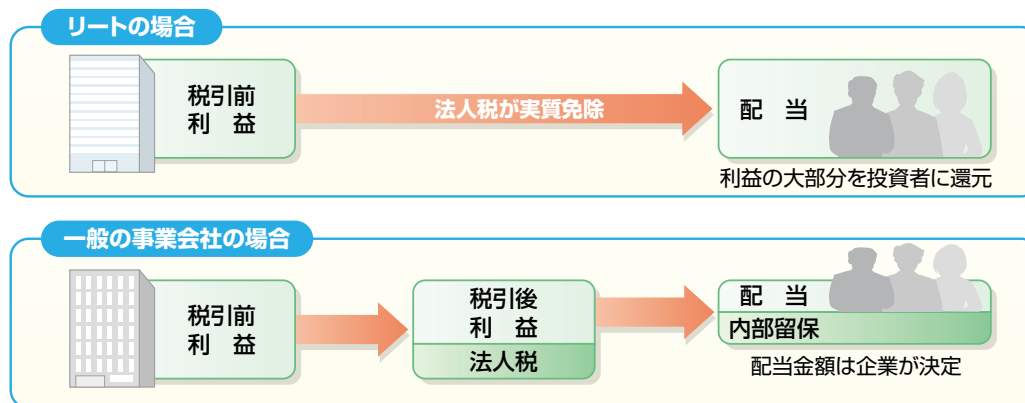 リートの場合
税引前
利　益
法人税が実質免除
配　当
利益の大部分を投資者に還元
一般の事業会社の場合
税引前
利　益
税引後
利　益
法人税
配　当
内部留保
配当金額は企業が決定